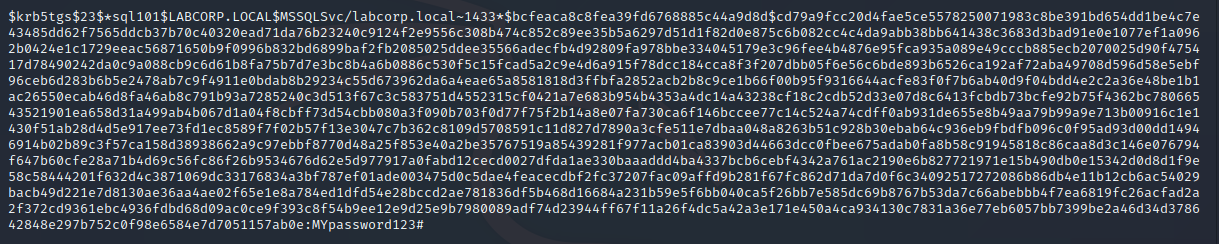 $krb5tgs$23$*sql101$LABCORP.LOCAL$MSSQLSvc/labcorp.local~1433*$bcfeaca8c8fea39fd6768885c44a9d8d$cd79a9fcc20d4fae5ce5578250071983c8be391bd654dd1be4c7e
43485dd62f7565ddcb37b70c40320ead71da76b23240c9124f2e9556c308b474c852c89ee35b5a6297d51d1f82d0e875c6b082cc4c4da9abb38bb641438c3683d3bad91e0e1077ef1a096
2b0424e1c1729eeac56871650b9f0996b832bd6899baf2fb2085025ddee35566adecfb4d92809fa978bbe334045179e3c96fee4b4876e95fca935a089e49cccb885ecb2070025d90f4754
17d78490242da0c9a088cb9c6d61b8fa75b7d7e3bc8b4a6b0886c530f5c15fcad5a2c9e4d6a915f78dcc184cca8f3f207dbb05f6e56c6bde893b6526ca192af72aba49708d596d58e5ebf
96ceb6d283b6b5e2478ab7c9f4911e0bdab8b29234c55d673962da6a4eae65a8581818d3ffbfa2852acb2b8c9ce1b66f00b95f9316644acfe83f0f7b6ab40d9f04bdd4e2c2a36e48be1b1
ac26550ecab46d8fa46ab8c791b93a7285240c3d513f67c3c583751d4552315cf0421a7e683b954b4353a4dc14a43238cf18c2cdb52d33e07d8c6413fcbdb73bcfe92b75f4362bc780665
43521901ea658d31a499ab4b067d1a04f8cbff73d54cbb080a3f090b703f0d77f75f2b14a8e07fa730ca6f146bccee77c14c524a74cdff0ab931de655e8b49aa79b99a9e713b00916c1e1
430f51ab28d4d5e917ee73fd1ec8589f7f02b57f13e3047c7b362c8109d5708591c11d827d7890a3cfe511e7dbaa048a8263b51c928b30ebab64c936eb9fbdfb096c0f95ad93d00dd1494
6914b02b89c3f57ca158d38938662a9c97ebbf8770d48a25f853e40a2be35767519a85439281f977acb01ca83903d44663dcc0fbee675adab0fa8b58c91945818c86caa8d3c146e076794
f647b60cfe28a71b4d69c56fc86f26b9534676d62e5d977917a0fabd12cecd0027dfa1ae330baaaddd4ba4337bcb6cebf4342a761ac2190e6b827721971e15b490db0e15342d0d8d1f9e
58c58444201f632d4c3871069dc33176834a3bf787ef01ade003475d0c5dae4feacecdbf2fc37207fac09affd9b281f67fc862d71da7d0f6c34092517272086b86db4e11b12cb6ac54029
bacb49d221e7d8130ae36aa4ae02f65e1e8a784ed1dfd54e28bccd2ae781836df5b468d16684a231b59e5f6bb040ca5f26bb7e585dc69b8767b53da7c66abebbb4f7ea6819fc26acfad2a
2f372cd9361ebc4936fdbd68d09ac0ce9f393c8f54b9ee12e9d25e9b7980089adf74d23944ff67f11a26f4dc5a42a3e171e450a4ca934130c7831a36e77eb6057bb7399be2a46d34d3786
42848e297b752c0f98e6584e7d7051157ab0e:MYpassword123#